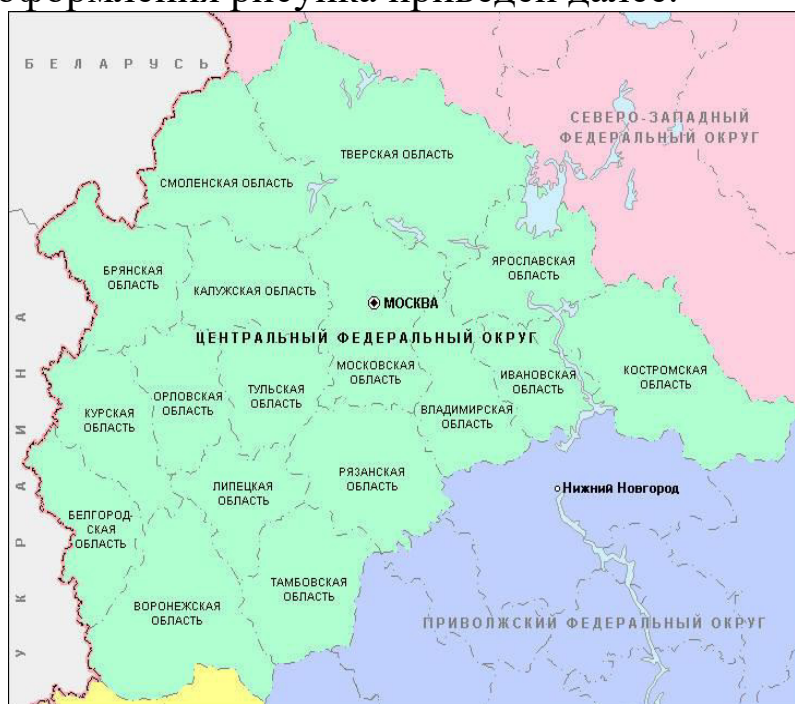 оформления рисунка приведен далее.
БЕЛАРУСЬ
СЕВЕРО-ЗАПАДНЫЙ
ФЕДЕРАЛЬНЫЙ ОКРУГ
ТВЕРСКАЯ ОБЛАСТЬ
СМОЛЕНСКАЯ ОБЛАСТЬ
ЯРОСЛАВСКАЯ
ОБЛАСТЬ
БРЯНСКАЯ
ОБЛАСТЬ
КАЛУЖСКАЯ ОБЛАСТЬ
МОСКВА
ЦЕНТРАЛЬНЫЙ ФЕДЕРАЛЬНЫЙ ОКРУГ
МОСКОВСКАЯ
ОБЛАСТЬ
ИВАНОВСКАЯ
ОБЛАСТЬ
КОСТРОМСКАЯ
ОБЛАСТЬ
КУРСКАЯ
ОБЛАСТЬ
ОРЛОВСКАЯ
ОБЛАСТЬ
ТУЛЬСКАЯ
ОБЛАСТЬ
ВЛАДИМИРСКАЯ
ОБЛАСТЬ
РЯЗАНСКАЯ
ОБЛАСТЬ
ЛИПЕЦКАЯ
ОБЛАСТЬ
Нижний Новгород
БЕЛГОРОД-
СКАЯ
ОБЛАСТЬ
ТАМБОВСКАЯ
ОБЛАСТЬ
ВОРОНЕЖСКАЯ
ОБЛАСТЬ
ПРИВОЛЖСКИЙ ФЕДЕРАЛЬНЫЙ ОКРУГ
УКРАИНА